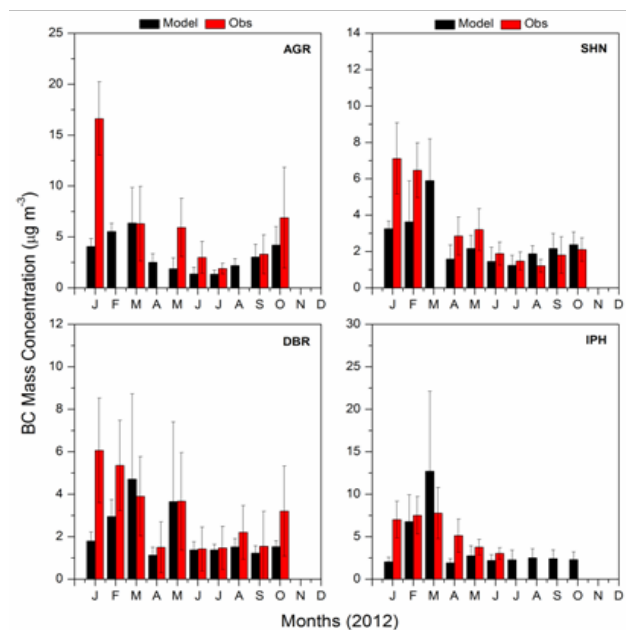 Model Obs Model Obs
AGR SHN
25 14
20 12
15 10
10 8
5 6
0 4
2
0
J F M A M J J A S O N D J F M A M J J A S O N D
DBR IPH
12 30
10 25
8 20
6 15
4 10
2 5
0 0
J F M A M J J A S O N D J F M A M J J A S O N D
BC Mass Concentration (µg m⁻³)
Months (2012)